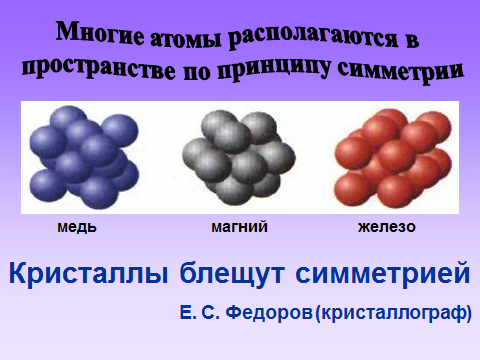 Многие атомы располагаются в
пространстве по принципу симметрии
медь магний железо
Кристаллы блещут симметрией
Е. С. Федоров (кристаллограф)